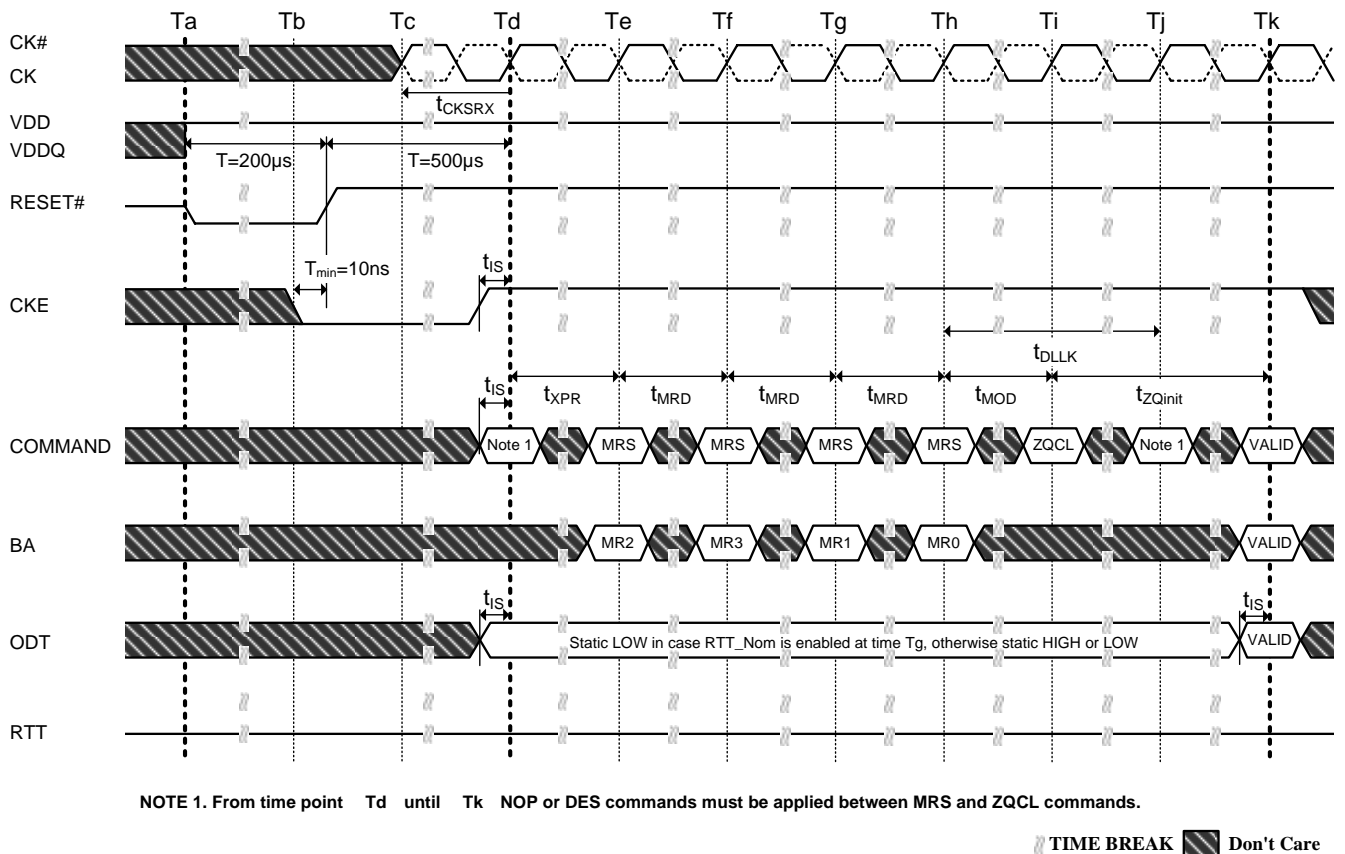 Ta Tb Tc Td Te Tf Tg Th Ti Tj Tk
CK#
CK
tCKSRX
VDD
VDDQ
T=200µs T=500µs
RESET#
Tmin=10ns tIS
CKE
tDLLK
tIS tXPR tMRD tMRD tMRD tMOD tZQinit
COMMAND Note 1 MRS MRS MRS MRS ZQCL Note 1 VALID
BA MR2 MR3 MR1 MR0 VALID
tIS tIS
ODT Static LOW in case RTT_Nom is enabled at time Tg, otherwise static HIGH or LOW VALID
RTT
NOTE 1. From time point Td until Tk NOP or DES commands must be applied between MRS and ZQCL commands.
TIME BREAK Don't Care